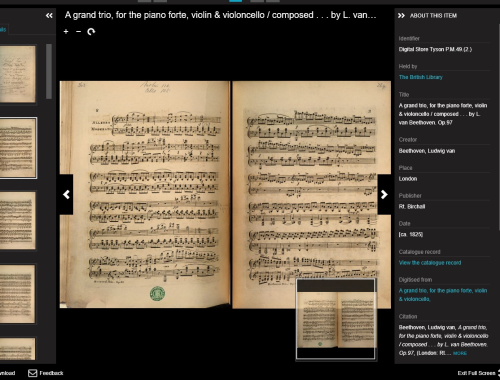 A grand trio, for the piano forte, violin & violoncello / composed . . . by L. van...
ABOUT THIS ITEM
Identifier
Digital Store Tyson P.M.49.(2.)
Held by
The British Library
Title
A grand trio, for the piano forte, violin
& violoncello / composed . . . by L.
van Beethoven. Op.97
Creator
Beethoven, Ludwig van
Place
London
Publisher
Rt. Birchall
Date
[ca. 1825]
Catalogue record
View the catalogue record
Digitised from
A grand trio, for the piano forte, violin
& violoncello,
Citation
Beethoven, Ludwig van, A grand
trio, for the piano forte, violin
& violoncello / composed
. . . by L. van Beethoven.
Op.97, (London: Rt.... MORE
wnload
Feedback
Exit Full Screen